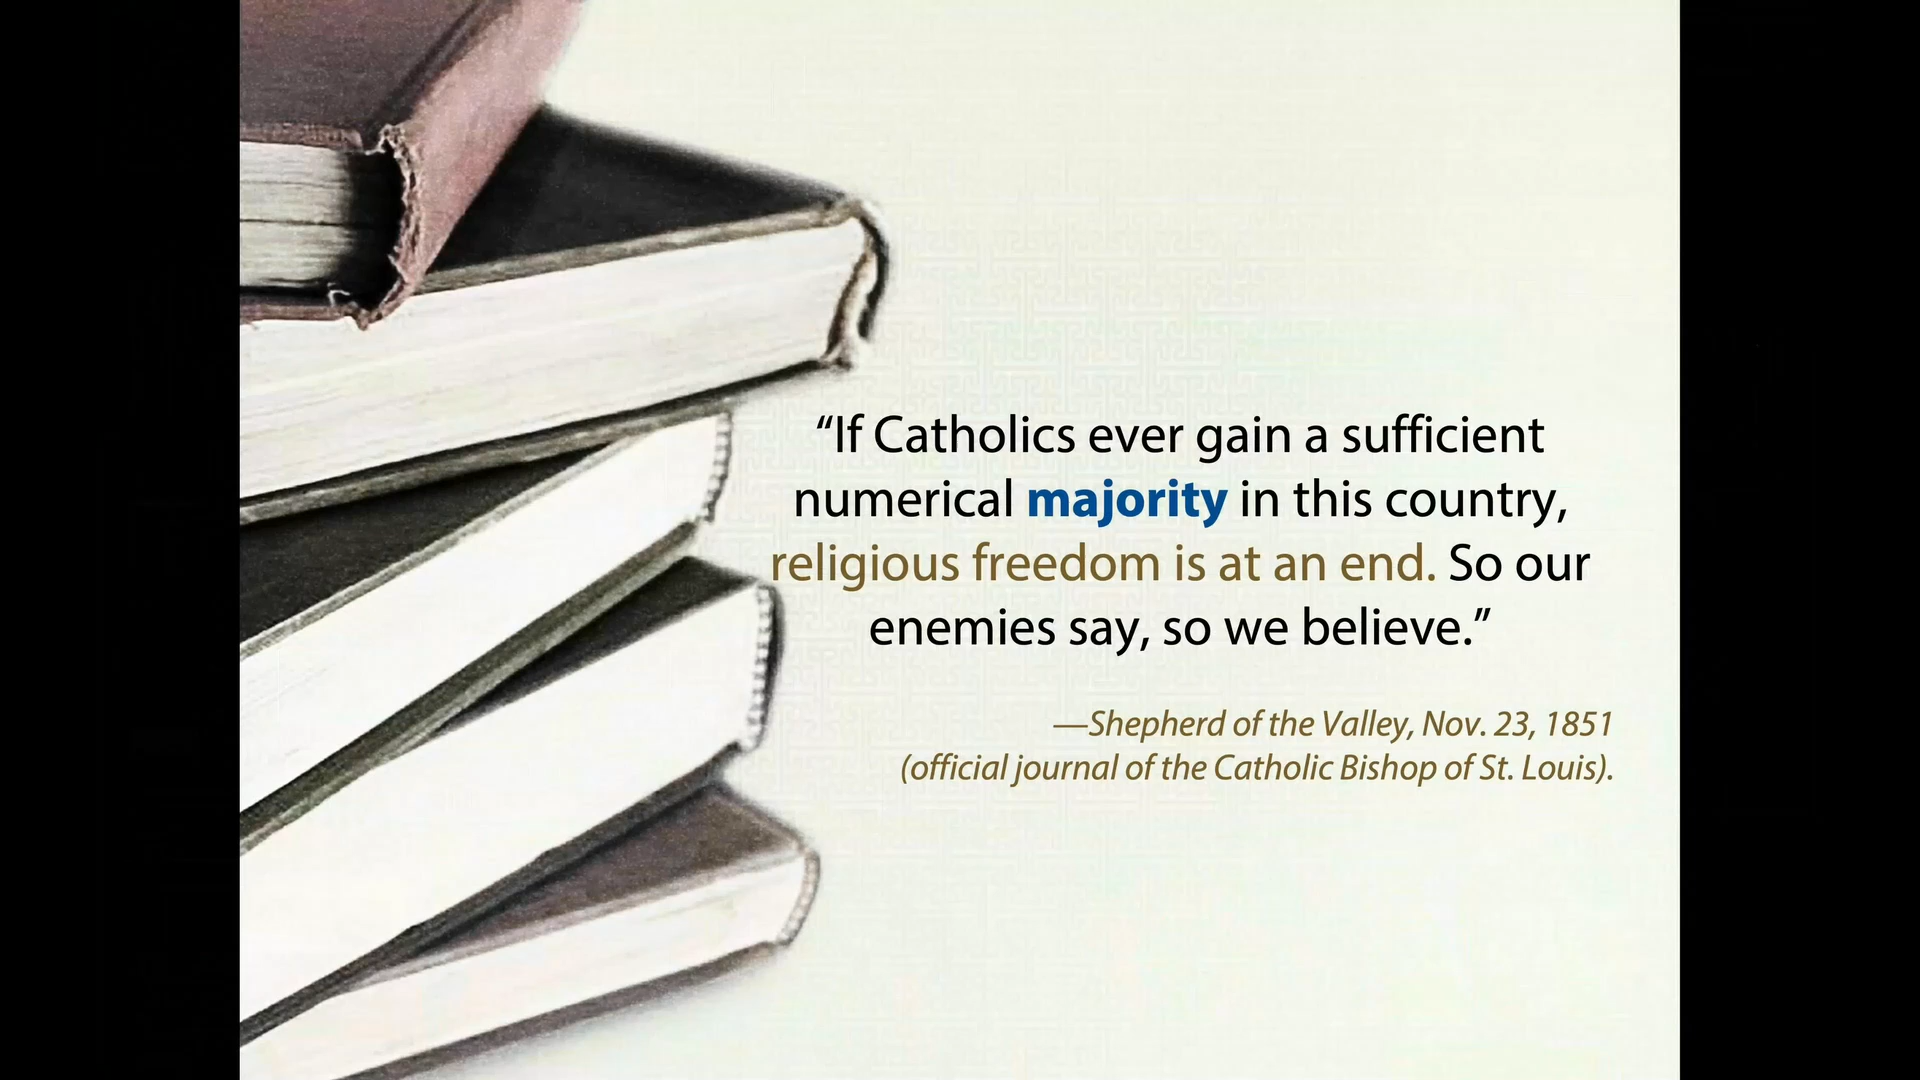 “If Catholics ever gain a sufficient
numerical majority in this country,
religious freedom is at an end. So our
enemies say, so we believe.”
—Shepherd of the Valley, Nov. 23, 1851
(official journal of the Catholic Bishop of St. Louis).